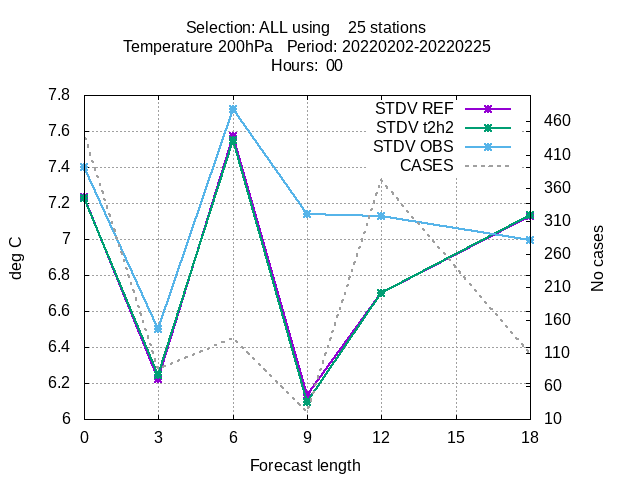 Selection: ALL using    25 stations
Temperature 200hPa   Period: 20220202-20220225
Hours:  00
STDV REF
STDV t2h2
STDV OBS
CASES
7.8
7.6
7.4
7.2
7
6.8
6.6
6.4
6.2
6
deg C
460
410
360
310
260
210
160
110
60
10
No cases
0 3 6 9 12 15 18
Forecast length